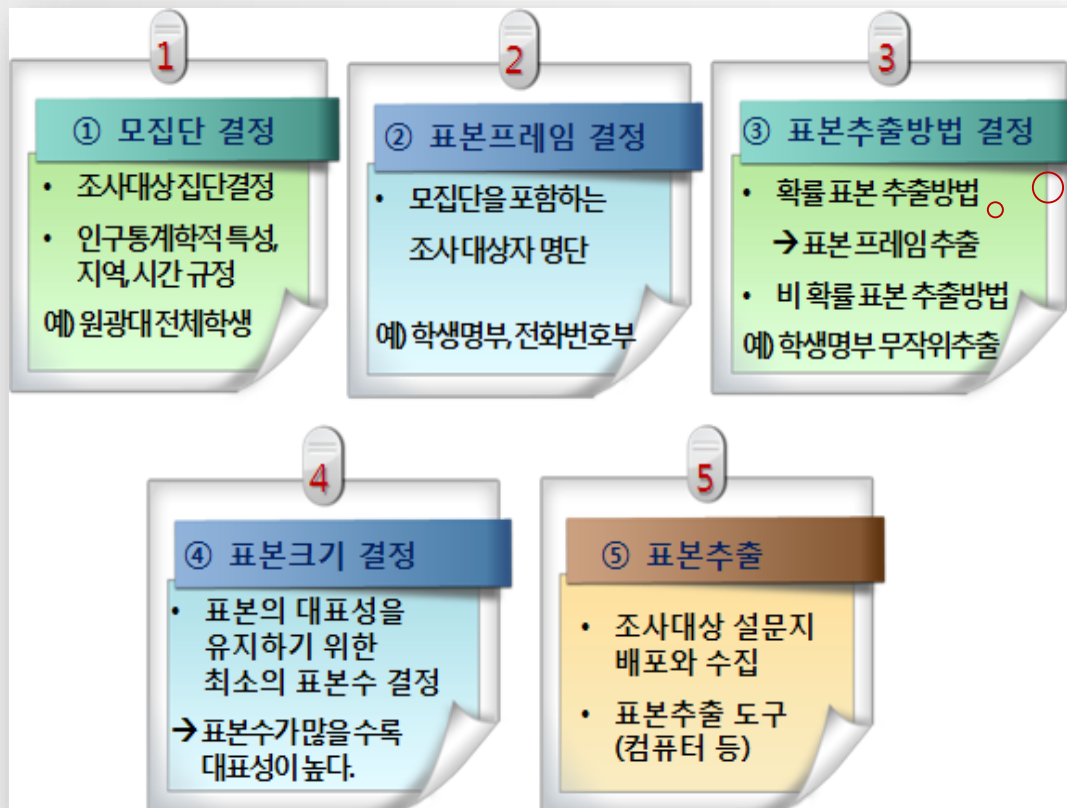 1
① 모집단 결정
• 조사대상 집단결정
• 인구통계학적 특성,
지역,시간 규정
예) 원광대 전체학생
2
② 표본프레임 결정
• 모집단을 포함하는
조사 대상자 명단
예) 학생명부, 전화번호부
3
③ 표본추출방법 결정
• 확률 표본 추출방법
→ 표본 프레임 추출
• 비 확률 표본 추출방법
예) 학생명부 무작위추출
4
④ 표본크기 결정
• 표본의 대표성을
유지하기 위한
최소의 표본수 결정
→ 표본수가 많을 수록
대표성이 높다.
5
⑤ 표본추출
• 조사대상 설문지
배포와 수집
• 표본추출 도구
(컴퓨터 등)